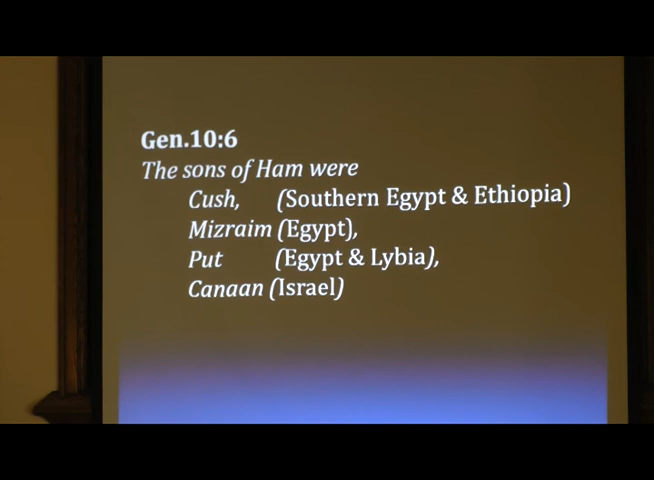 Gen.10:6
The sons of Ham were
Cush, (Southern Egypt & Ethiopia)
Mizraim (Egypt),
Put (Egypt & Lybia),
Canaan (Israel)